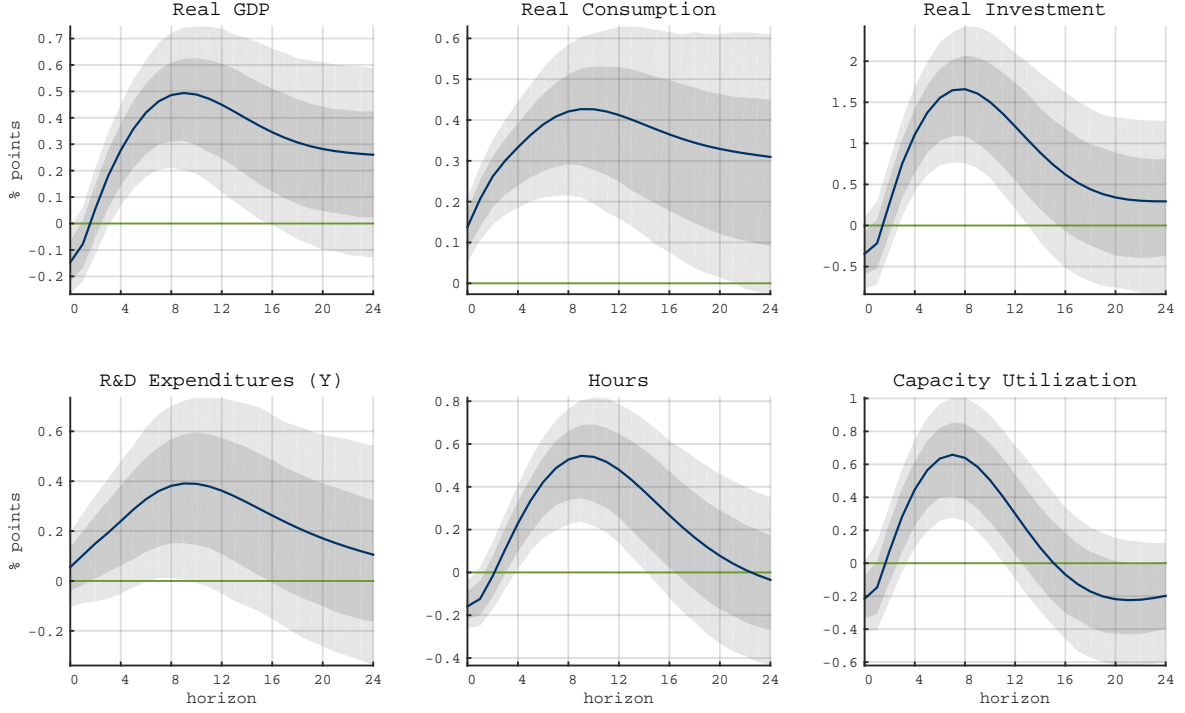 Real GDP
Real Consumption
Real Investment
% points
0.7
0.6
0.5
0.4
0.3
0.2
0.1
0
-0.1
-0.2
0 4 8 12 16 20 24
0.6
0.5
0.4
0.3
0.2
0.1
0
0 4 8 12 16 20 24
2
1.5
1
0.5
0
-0.5
0 4 8 12 16 20 24
R&D Expenditures (Y)
Hours
Capacity Utilization
% points
0.6
0.4
0.2
0
-0.2
0 4 8 12 16 20 24
horizon
0.8
0.6
0.4
0.2
0
-0.2
-0.4
0 4 8 12 16 20 24
horizon
1
0.8
0.6
0.4
0.2
0
-0.2
-0.4
-0.6
0 4 8 12 16 20 24
horizon